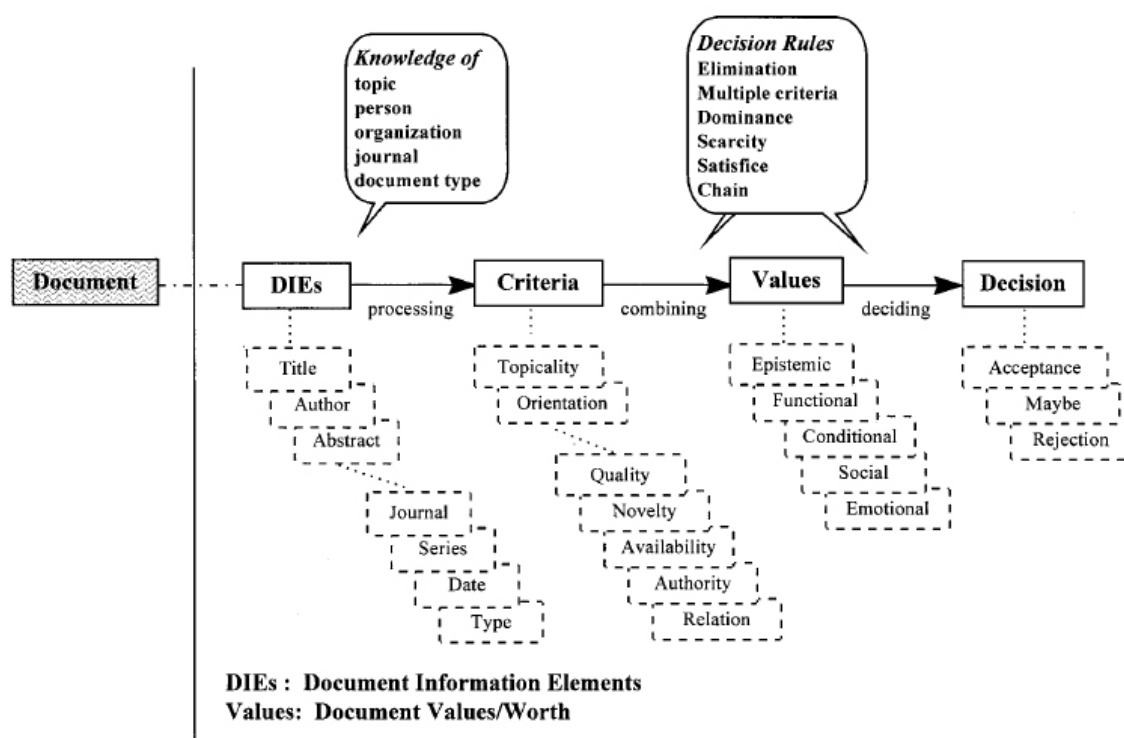 Knowledge of
topic
person
organization
journal
document type
Decision Rules
Elimination
Multiple criteria
Dominance
Scarcity
Satisfice
Chain
Document
DIEs
processing
Criteria
combining
Values
deciding
Decision
Title
Author
Abstract
Journal
Series
Date
Type
Topicality
Orientation
Quality
Novelty
Availability
Authority
Relation
Epistemic
Functional
Conditional
Social
Emotional
Acceptance
Maybe
Rejection
DIEs : Document Information Elements
Values: Document Values/Worth